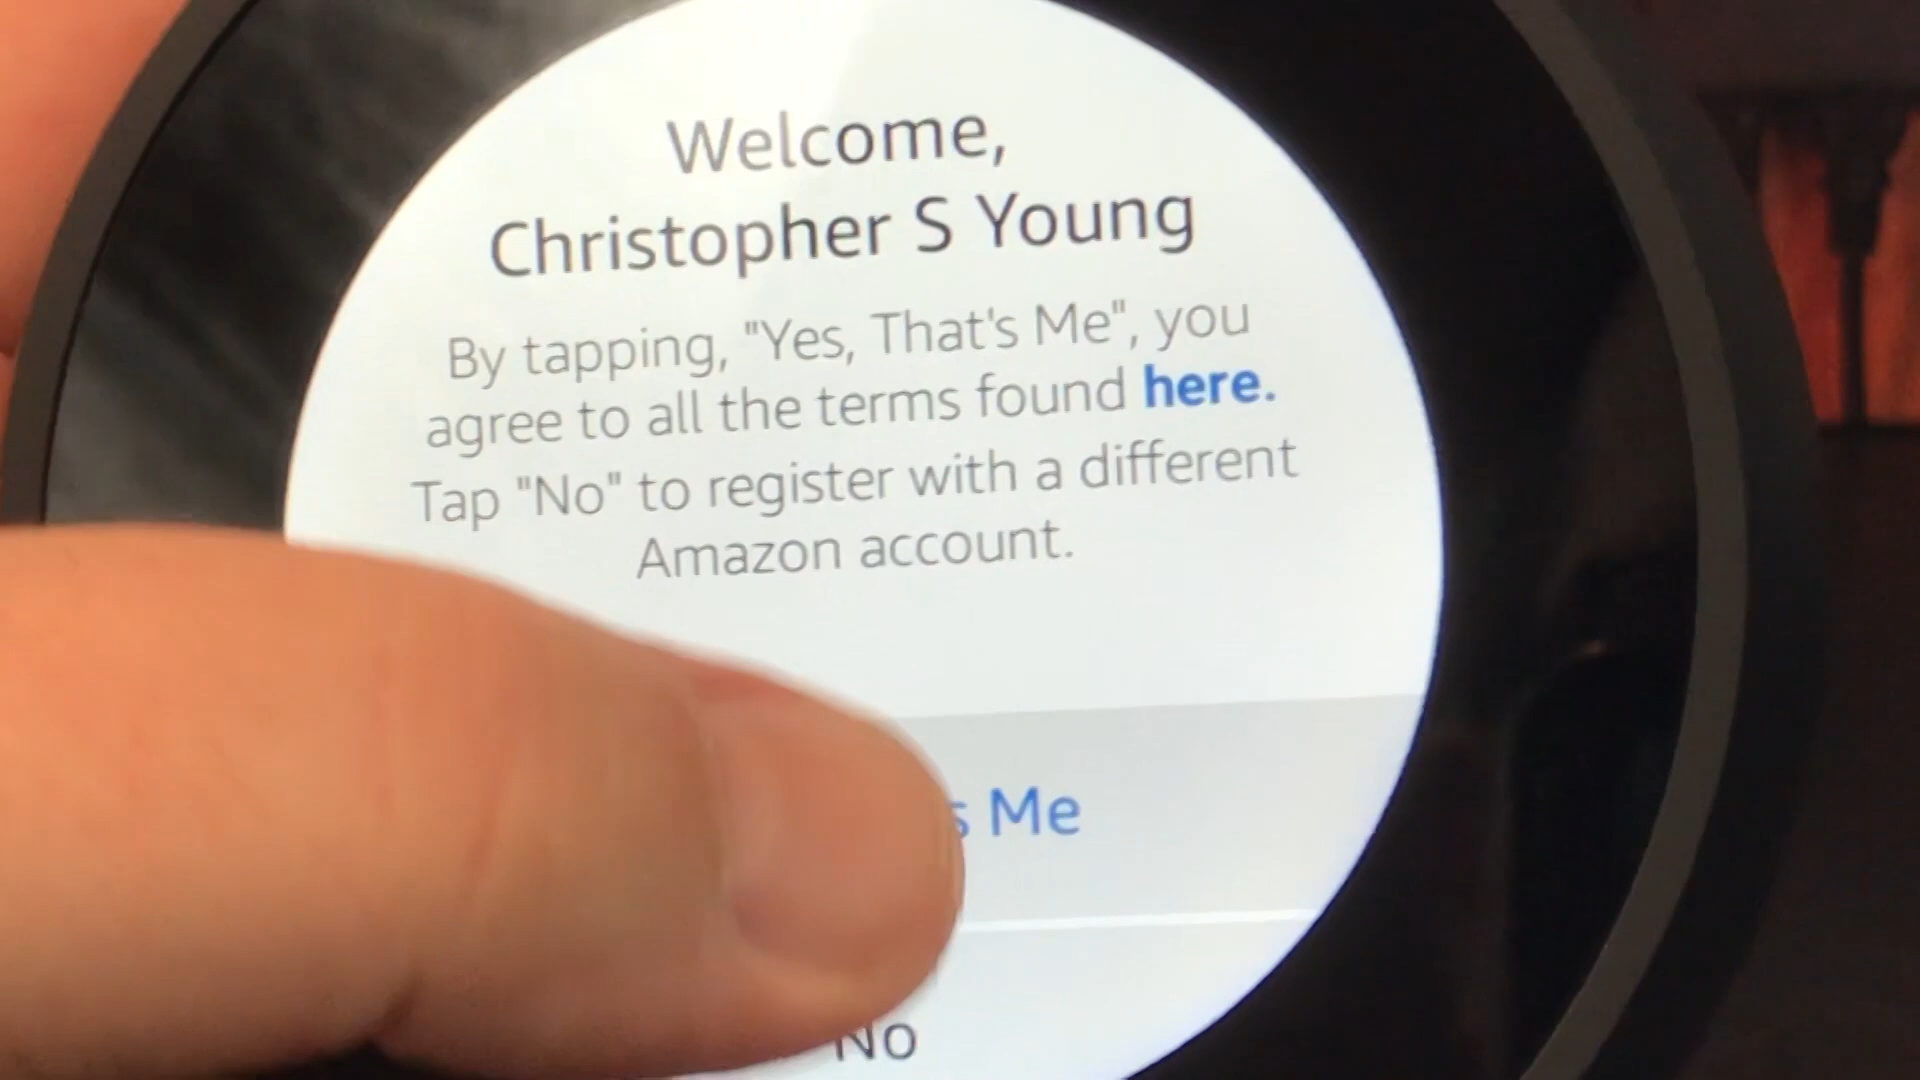 Welcome,
Christopher S Young
By tapping, "Yes, That's Me", you
agree to all the terms found here.
Tap "No" to register with a different
Amazon account.
s Me
No